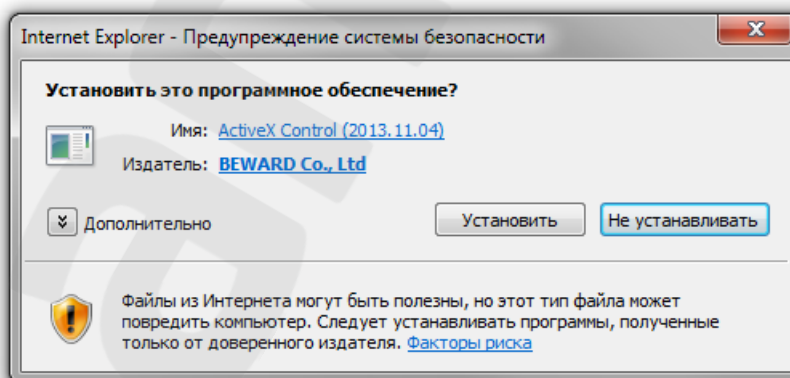 Internet Explorer - Предупреждение системы безопасности
Установить это программное обеспечение?
Имя: ActiveX Control (2013.11.04)
Издатель: BEWARD Co., Ltd
Дополнительно
Установить
Не устанавливать
Файлы из Интернета могут быть полезны, но этот тип файла может
повредить компьютер. Следует устанавливать программы, полученные
только от доверенного издателя. Факторы риска